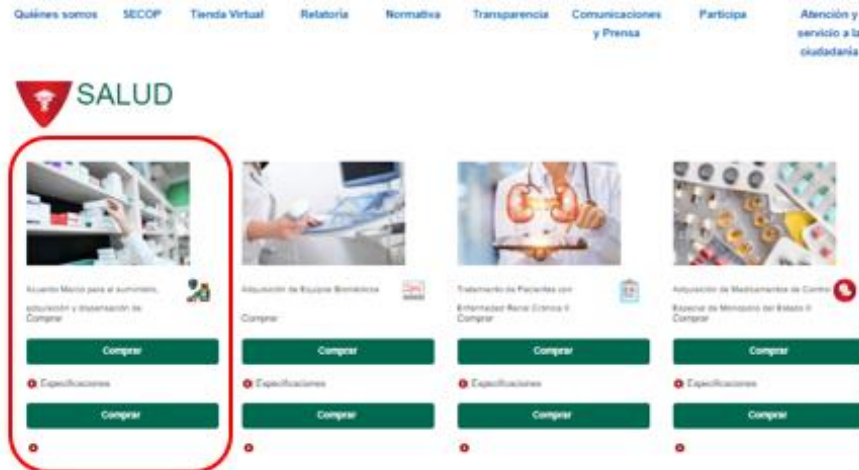 Quiénes somos SECOP Tienda Virtual Relatoría Normativa Transparencia Comunicaciones y Prensa Participa Atención y servicio a la ciudadanía
SALUD
Acuerdo Marco para el suministro, adquisición y dispensación de
Comprar
Comprar
Especificaciones
Comprar
Adquisición de Equipos Biomédicos
Comprar
Comprar
Especificaciones
Comprar
Tratamiento de Pacientes con
Enfermedad Renal Crónica II
Comprar
Comprar
Especificaciones
Comprar
Adquisición de Medicamentos de Control
Especial de Monopolio del Estado II
Comprar
Comprar
Especificaciones
Comprar